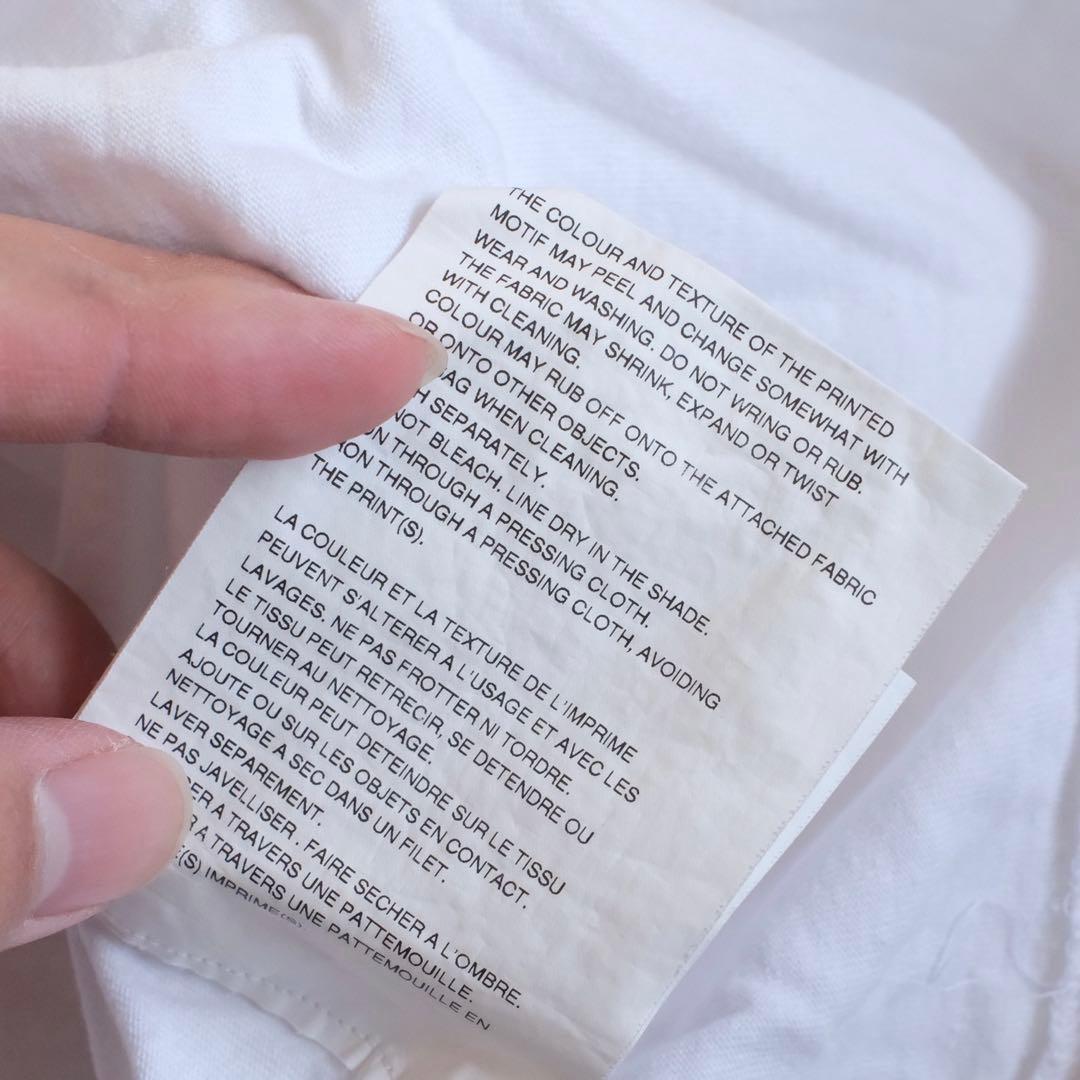 THE COLOUR AND TEXTURE OF THE PRINTED
MOTIF MAY PEEL AND CHANGE SOMEWHAT WITH
WEAR AND WASHING. DO NOT WRING OR RUB.
THE FABRIC MAY SHRINK, EXPAND OR TWIST
WITH CLEANING.
COLOUR MAY RUB OFF ONTO THE ATTACHED FABRIC
OR ONTO OTHER OBJECTS.
WHEN CLEANING.
SEPARATELY.
NOT BLEACH. LINE DRY IN THE SHADE.
THROUGH A PRESSING CLOTH.
IRON THROUGH A PRESSING CLOTH, AVOIDING
THE PRINT(S).
LA COULEUR ET LA TEXTURE DE L'IMPRIME
PEUVENT S'ALTERER A L'USAGE ET AVEC LES
LAVAGES. NE PAS FROTTER NI TORDRE.
LE TISSU PEUT RETRECIR, SE DETENDRE OU
TOURNER AU NETTOYAGE.
LA COULEUR PEUT DETEINDRE SUR LE TISSU
AJOUTE OU SUR LES OBJETS EN CONTACT.
NETTOYAGE A SEC DANS UN FILET.
LAVER SEPAREMENT.
NE PAS JAVELLISER. FAIRE SECHER A L'OMBRE.
A TRAVERS UNE PATTEMOUILLE.
A TRAVERS UNE PATTEMOUILLE EN
(S) IMPRIME(S).